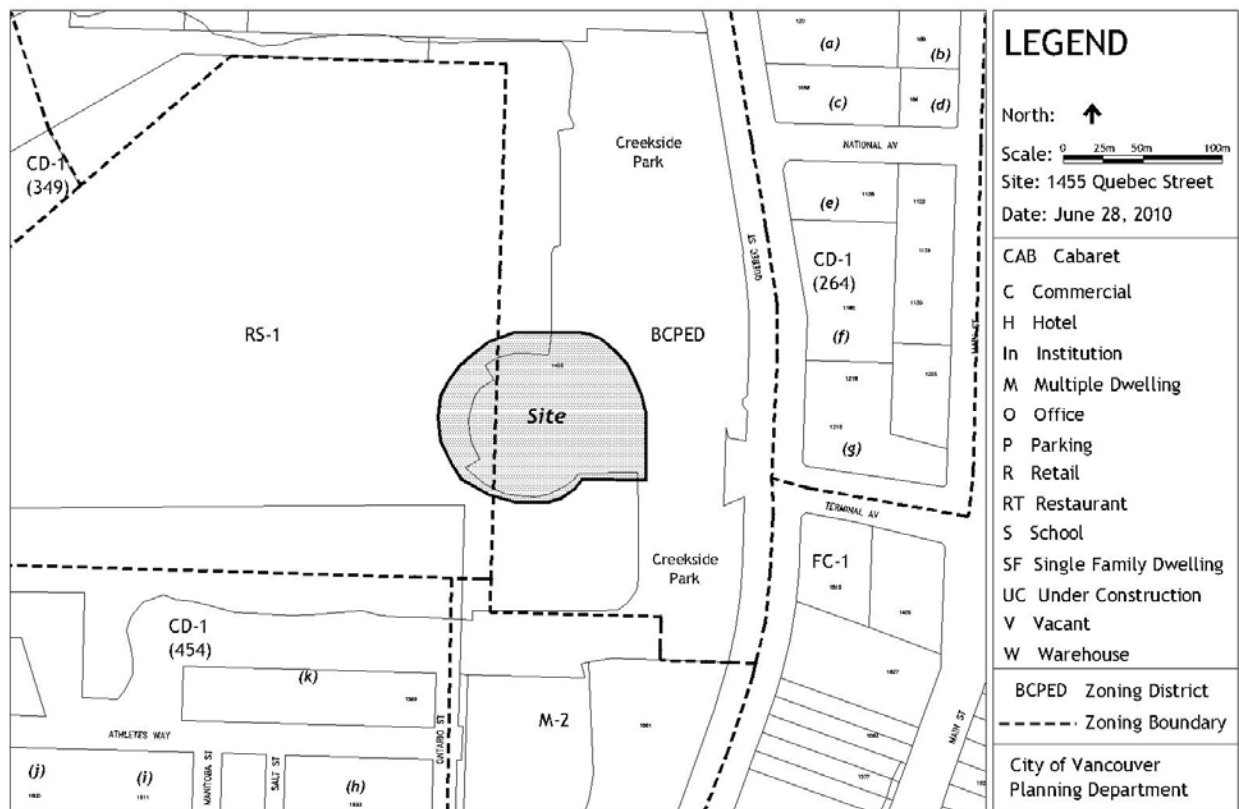 120
(a)
(b)
(c)
(d)
NATIONAL AV
Creekside
Park
CD-1
(349)
(e)
QUEBEC ST
CD-1
(264)
(f)
MAIN ST
RS-1
BCPED
Site
(g)
TERMINAL AV
FC-1
Creekside
Park
CD-1
(454)
(k)
M-2
ATHLETES WAY
MANITOBA ST
SALT ST
ONTARIO ST
MAIN ST
(j)
(i)
(h)
LEGEND
North:
Scale: 0 25m 50m 100m
Site: 1455 Quebec Street
Date: June 28, 2010
CAB Cabaret
C Commercial
H Hotel
In Institution
M Multiple Dwelling
O Office
P Parking
R Retail
RT Restaurant
S School
SF Single Family Dwelling
UC Under Construction
V Vacant
W Warehouse
BCPED Zoning District
Zoning Boundary
City of Vancouver
Planning Department